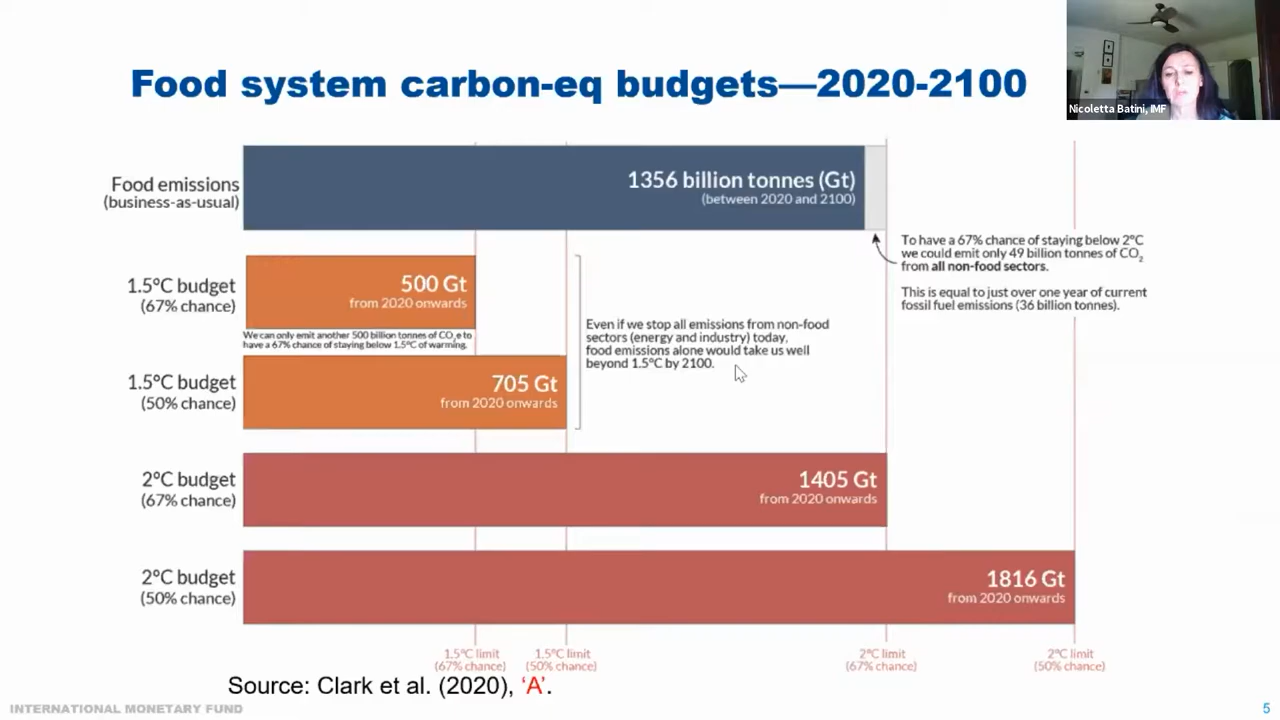 Food system carbon-eq budgets—2020-2100
Nicoletta Batini, IMF
Food emissions
(business-as-usual)
1356 billion tonnes (Gt)
(between 2020 and 2100)
To have a 67% chance of staying below 2°C
we could emit only 49 billion tonnes of CO₂
from all non-food sectors.
This is equal to just over one year of current
fossil fuel emissions (36 billion tonnes).
1.5°C budget
(67% chance)
500 Gt
from 2020 onwards
We can only emit another 500 billion tonnes of CO₂e to
have a 67% chance of staying below 1.5°C of warming.
Even if we stop all emissions from non-food
sectors (energy and industry) today,
food emissions alone would take us well
beyond 1.5°C by 2100.
1.5°C budget
(50% chance)
705 Gt
from 2020 onwards
2°C budget
(67% chance)
1405 Gt
from 2020 onwards
2°C budget
(50% chance)
1816 Gt
from 2020 onwards
1.5°C limit
(67% chance)
1.5°C limit
(50% chance)
2°C limit
(67% chance)
2°C limit
(50% chance)
Source: Clark et al. (2020), ‘A’.
INTERNATIONAL MONETARY FUND
5